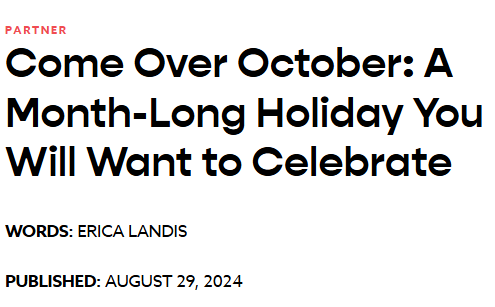 PARTNER
Come Over October: A
Month-Long Holiday You
Will Want to Celebrate
WORDS: ERICA LANDIS
PUBLISHED: AUGUST 29, 2024